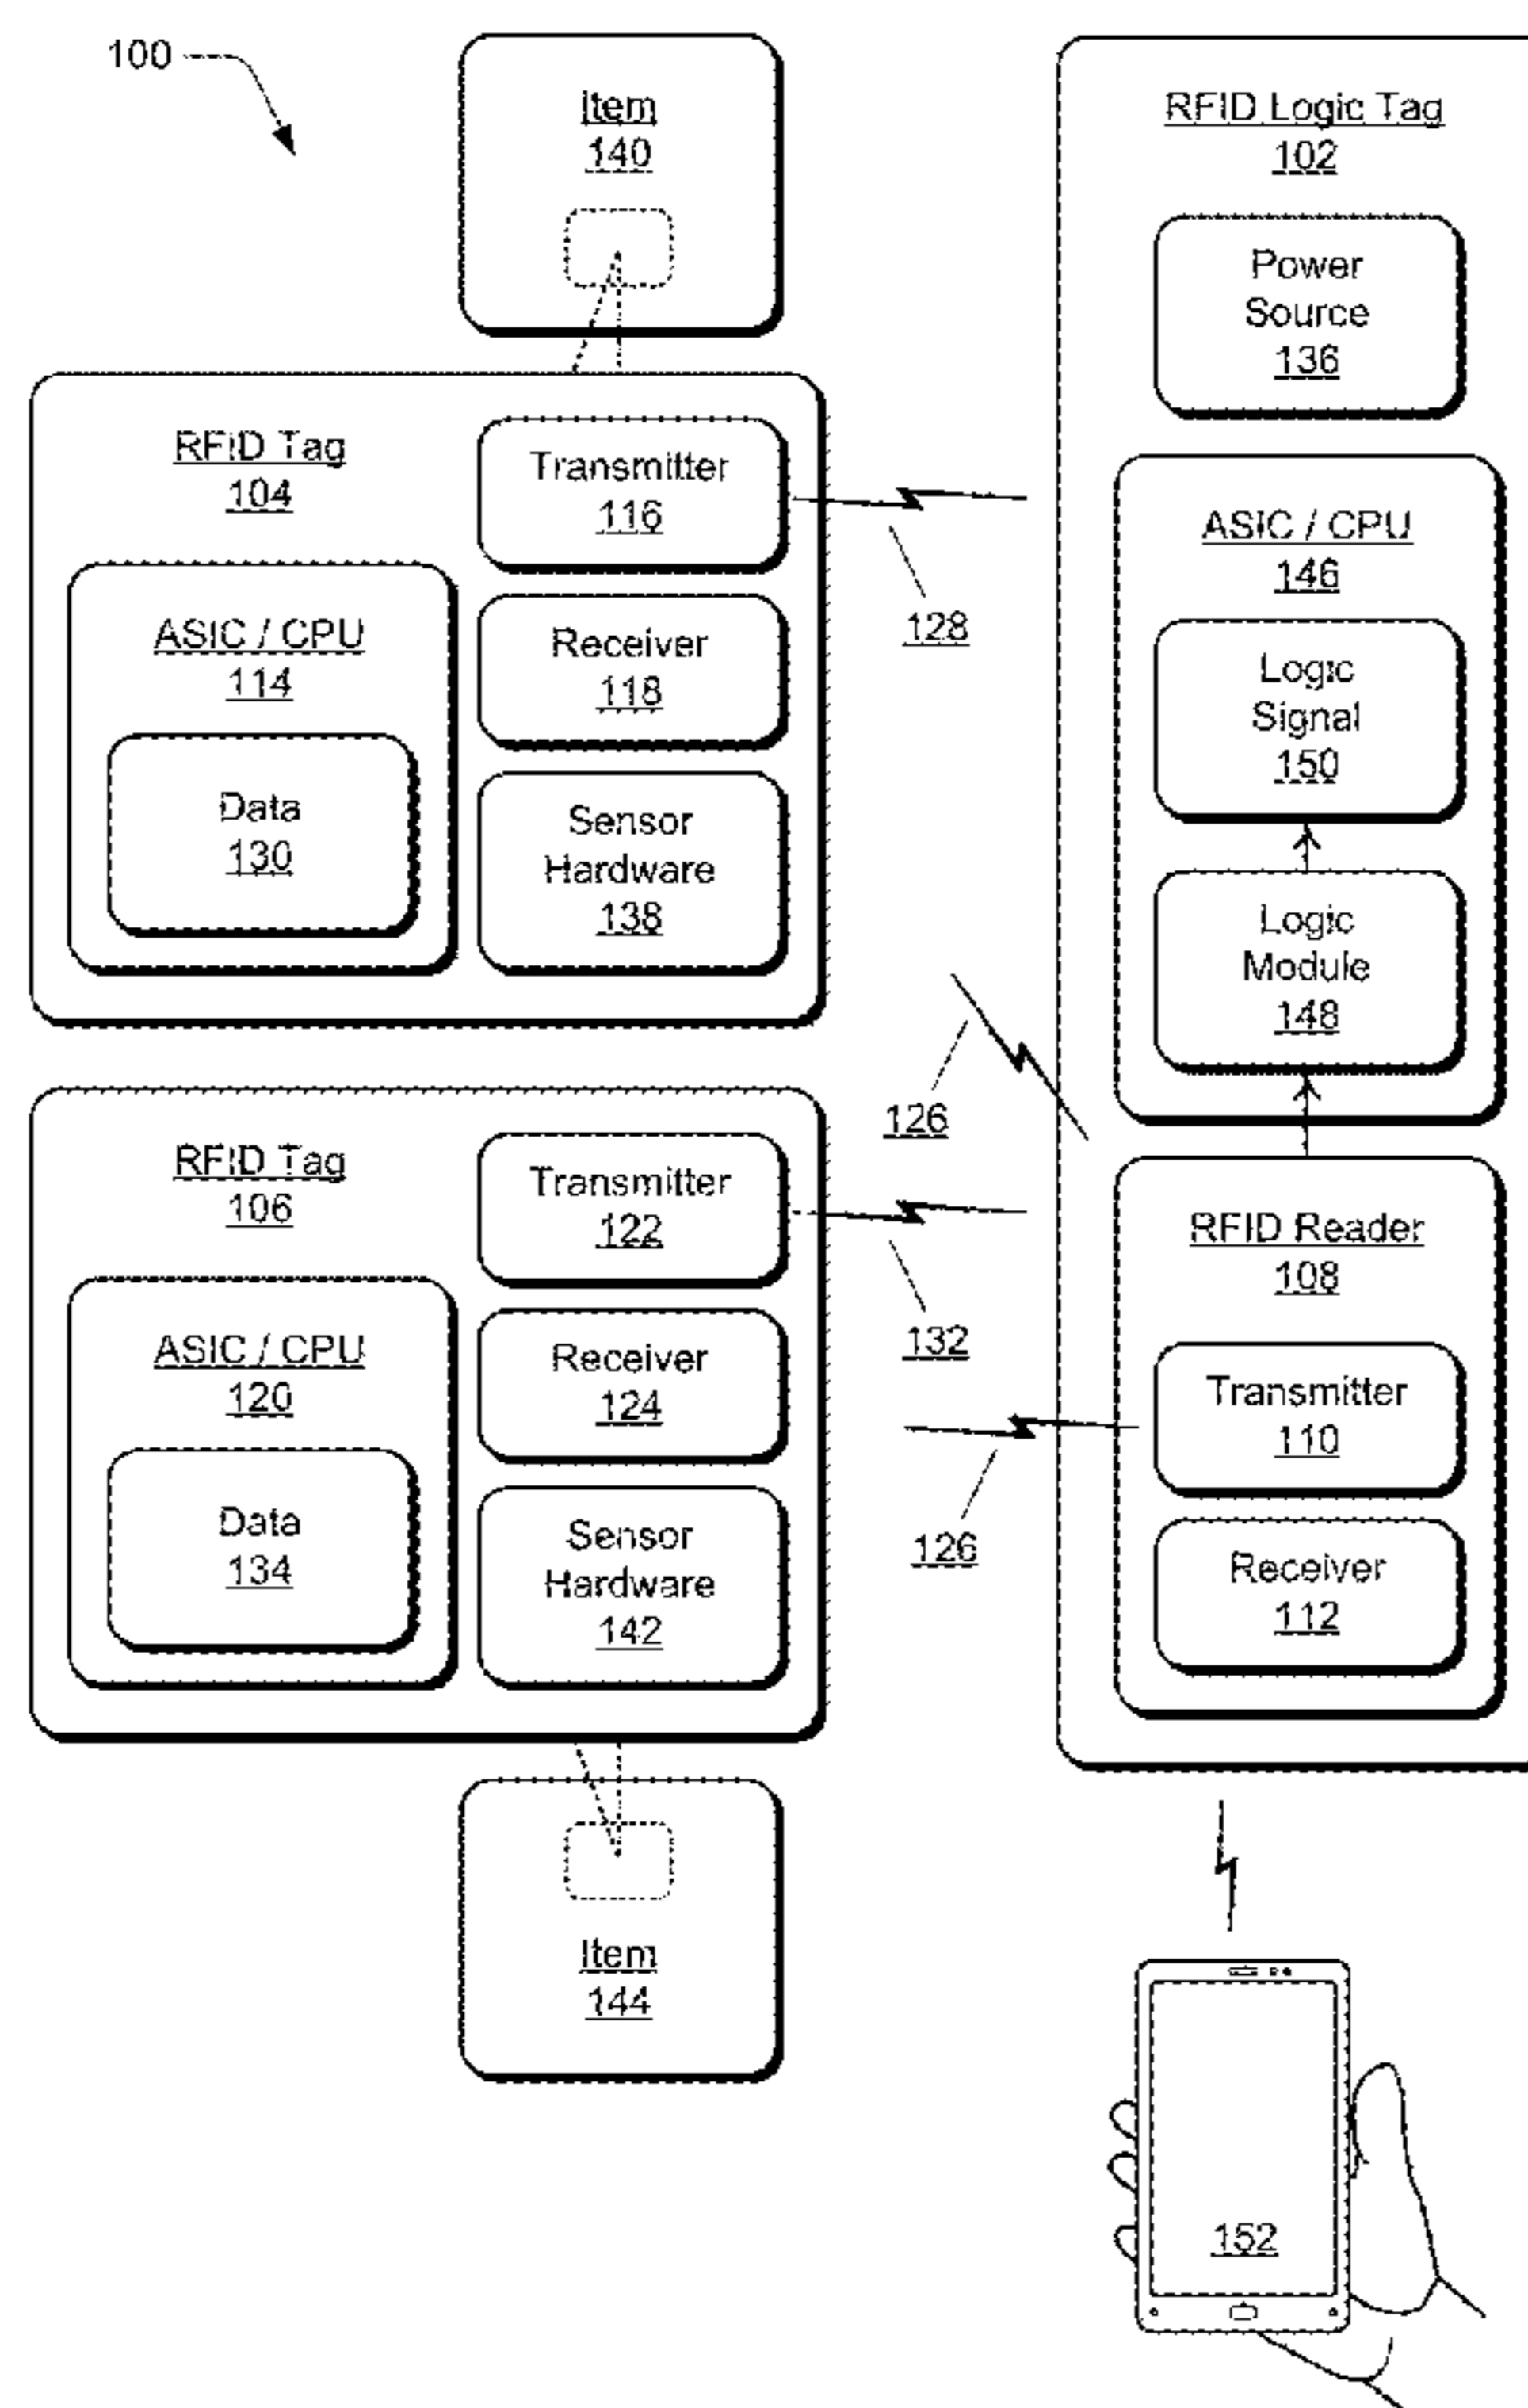 100
Item
140
RFID Tag
104
Transmitter
116
ASIC / CPU
114
Receiver
118
Data
130
Sensor
Hardware
138
128
126
RFID Tag
106
Transmitter
122
ASIC / CPU
120
Receiver
124
Data
134
Sensor
Hardware
142
132
126
Item
144
RFID Logic Tag
102
Power
Source
136
ASIC / CPU
146
Logic
Signal
150
Logic
Module
148
RFID Reader
108
Transmitter
110
Receiver
112
152